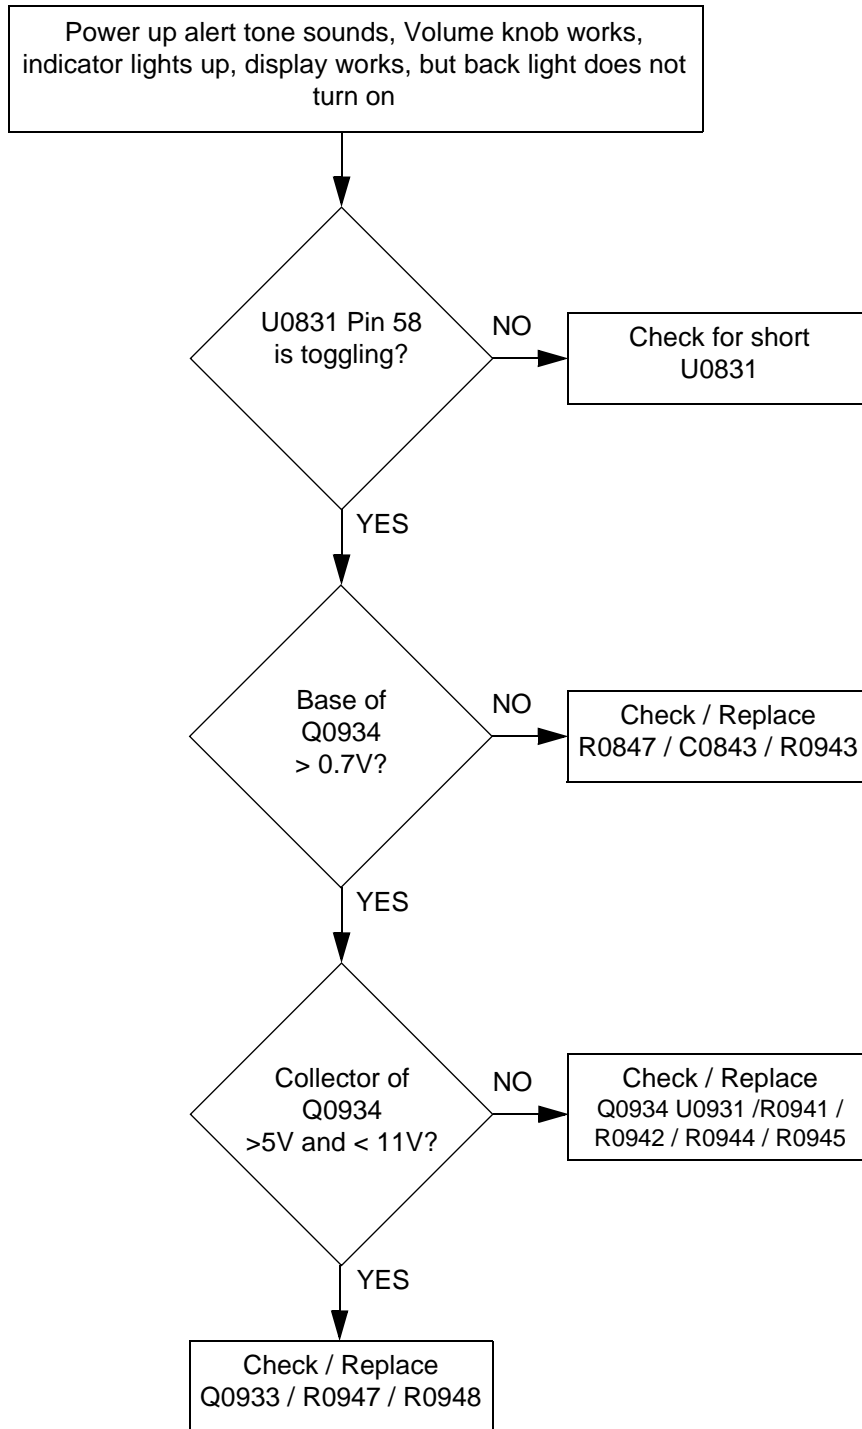 Power up alert tone sounds, Volume knob works,
indicator lights up, display works, but back light does not
turn on
U0831 Pin 58
is toggling?
NO
Check for short
U0831
YES
Base of
Q0934
> 0.7V?
NO
Check / Replace
R0847 / C0843 / R0943
YES
Collector of
Q0934
>5V and < 11V?
NO
Check / Replace
Q0934 U0931 /R0941 /
R0942 / R0944 / R0945
YES
Check / Replace
Q0933 / R0947 / R0948